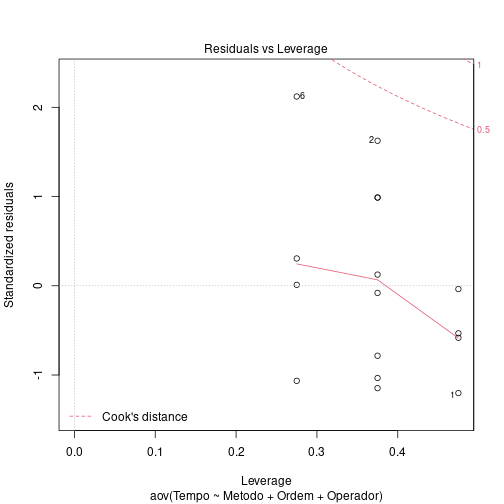 Residuals vs Leverage
Standardized residuals
2
1
0
-1
6
2
1
1
0.5
Cook's distance
0.0 0.1 0.2 0.3 0.4
Leverage
aov(Tempo ~ Metodo + Ordem + Operador)